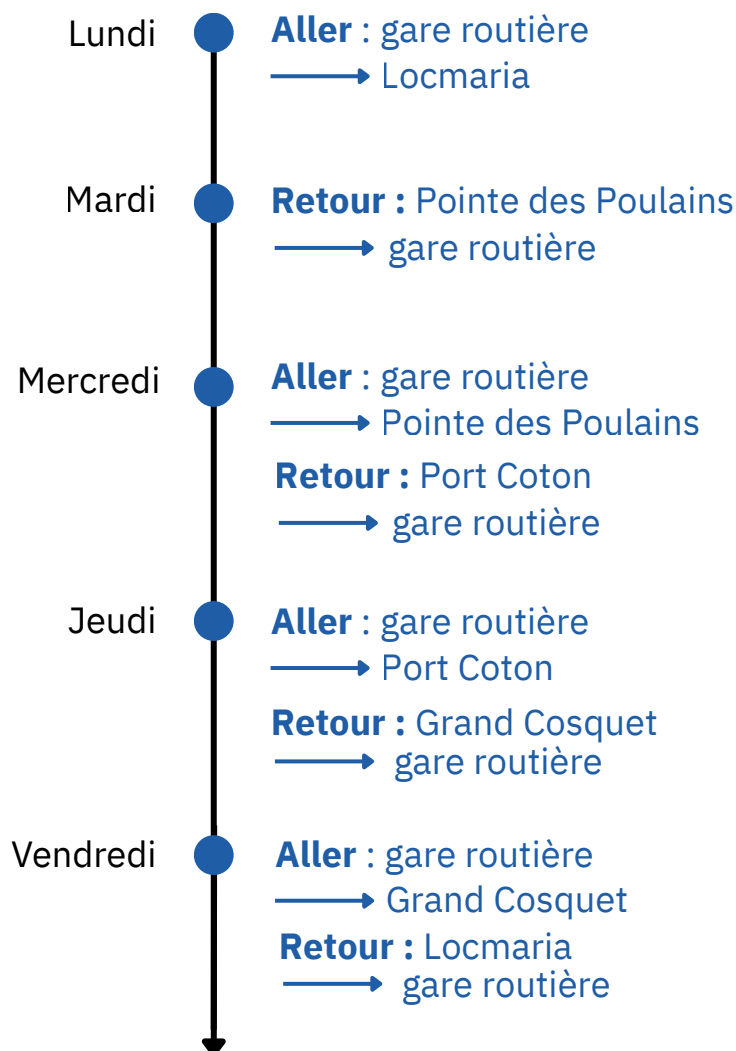 Lundi
Aller : gare routière
Locmaria
Mardi
Retour : Pointe des Poulains
gare routière
Mercredi
Aller : gare routière
Pointe des Poulains
Retour : Port Coton
gare routière
Jeudi
Aller : gare routière
Port Coton
Retour : Grand Cosquet
gare routière
Vendredi
Aller : gare routière
Grand Cosquet
Retour : Locmaria
gare routière